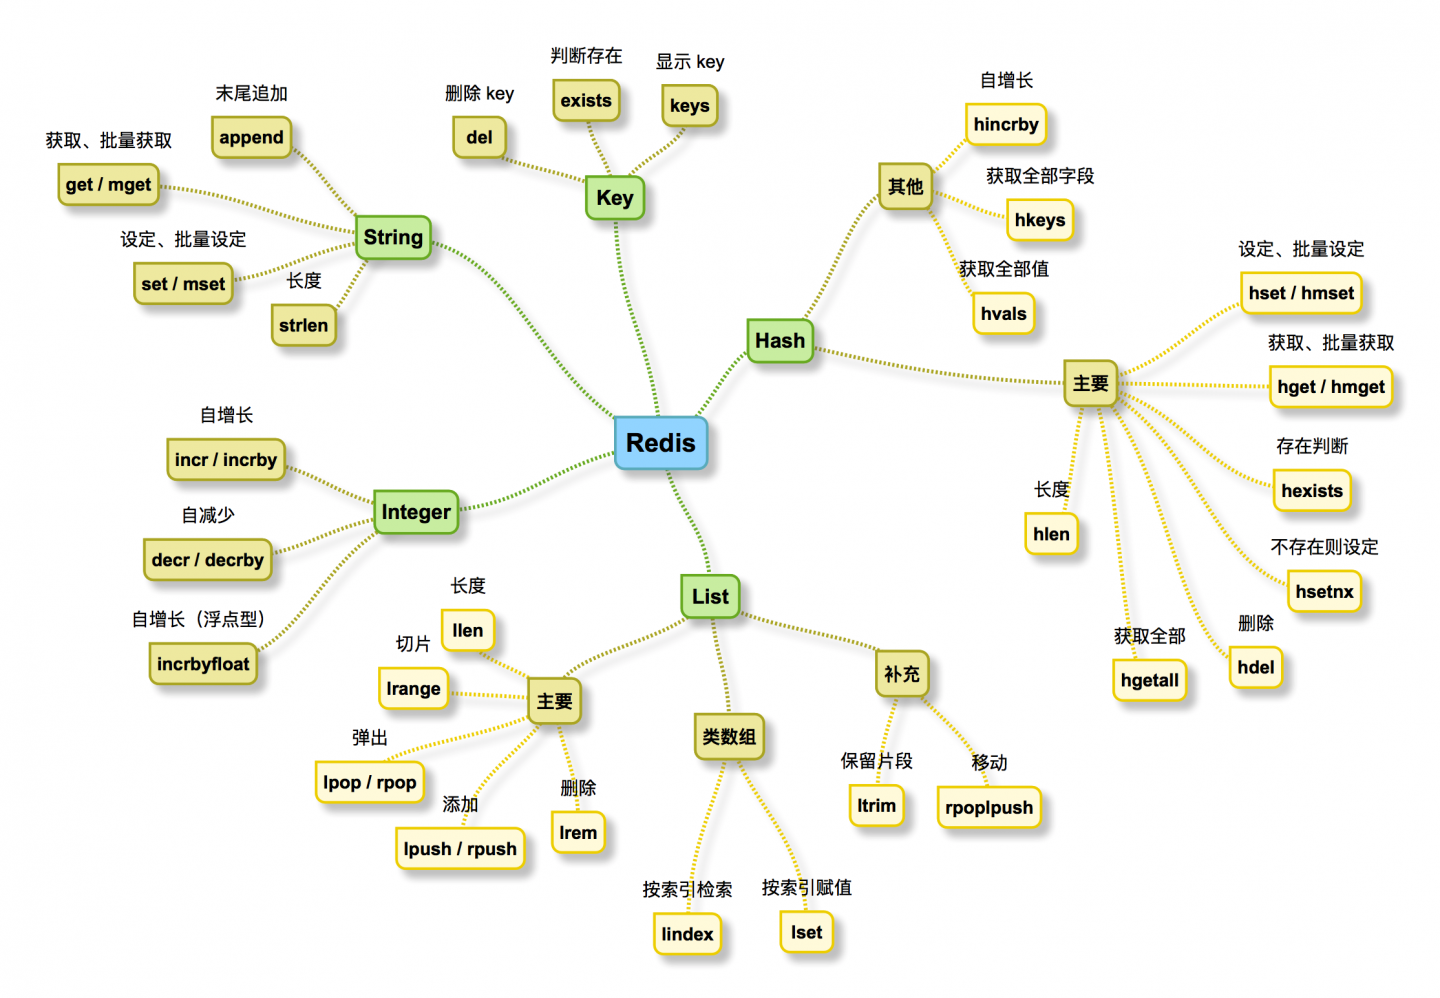 Redis
Key
删除 key
del
判断存在
exists
显示 key
keys
String
末尾追加
append
获取、批量获取
get / mget
设定、批量设定
set / mset
长度
strlen
Integer
自增长
incr / incrby
自减少
decr / decrby
自增长（浮点型）
incrbyfloat
Hash
其他
自增长
hincrby
获取全部字段
hkeys
获取全部值
hvals
主要
设定、批量设定
hset / hmset
获取、批量获取
hget / hmget
存在判断
hexists
不存在则设定
hsetnx
删除
hdel
获取全部
hgetall
长度
hlen
List
主要
长度
llen
切片
lrange
弹出
lpop / rpop
添加
lpush / rpush
删除
lrem
类数组
按索引检索
lindex
按索引赋值
lset
补充
保留片段
ltrim
移动
rpoplpush